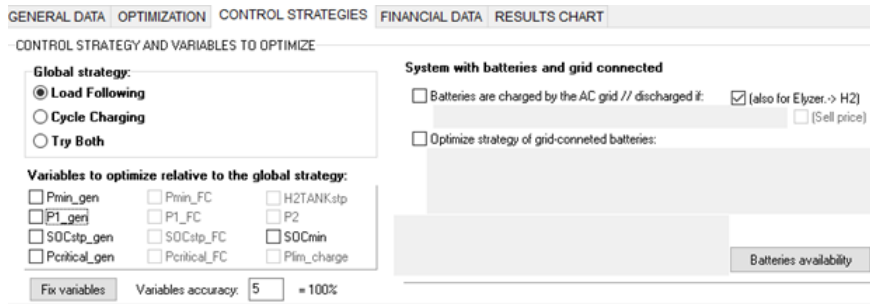 GENERAL DATA OPTIMIZATION CONTROL STRATEGIES FINANCIAL DATA RESULTS CHART
CONTROL STRATEGY AND VARIABLES TO OPTIMIZE
Global strategy:
Load Following
Cycle Charging
Try Both
Variables to optimize relative to the global strategy:
Pmin_gen Pmin_FC H2TANKstp
P1_gen P1_FC P2
SOCstp_gen SOCstp_FC SOCmin
Pcritical_gen Pcritical_FC Plim_charge
Fix variables Variables accuracy: 5 = 100%
System with batteries and grid connected
Batteries are charged by the AC grid // discharged if: (also for Elyzer.-> H2)
(Sell price)
Optimize strategy of grid-conneted batteries:
Batteries availability